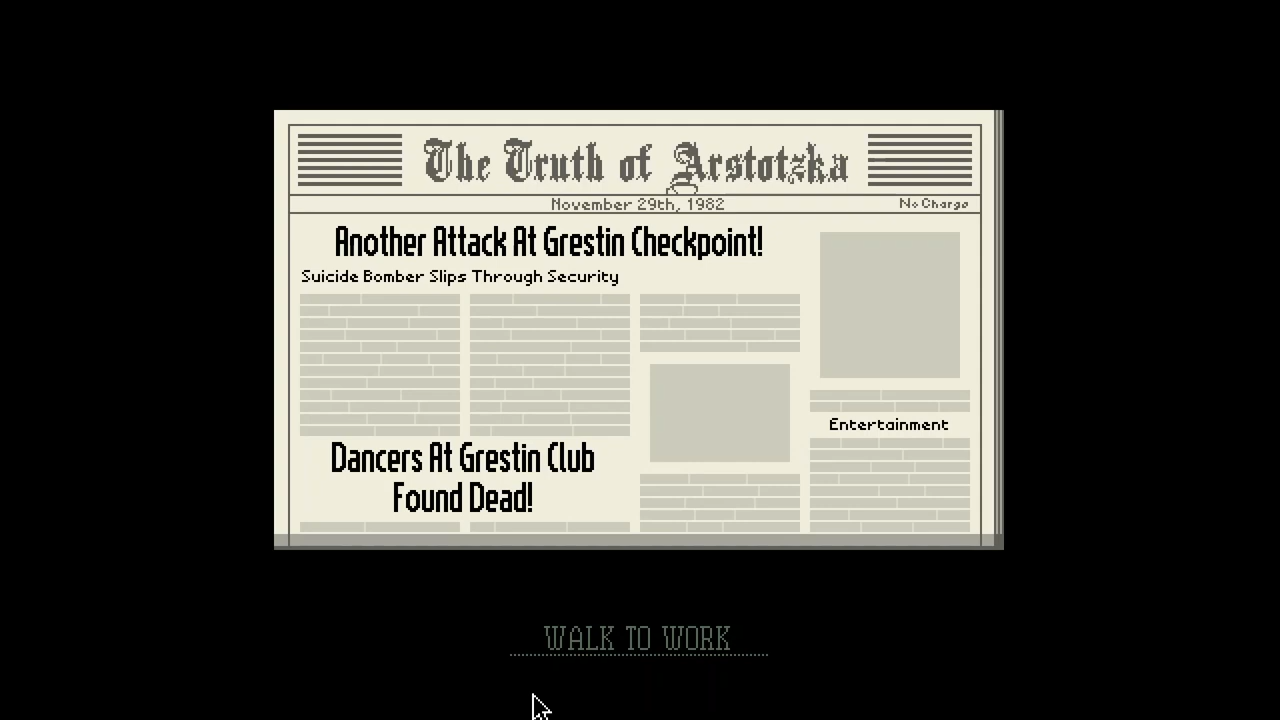 The Truth of Arstotzka
November 29th, 1982
No Charge
Another Attack At Grestin Checkpoint!
Suicide Bomber Slips Through Security
Dancers At Grestin Club
Found Dead!
Entertainment
WALK TO WORK